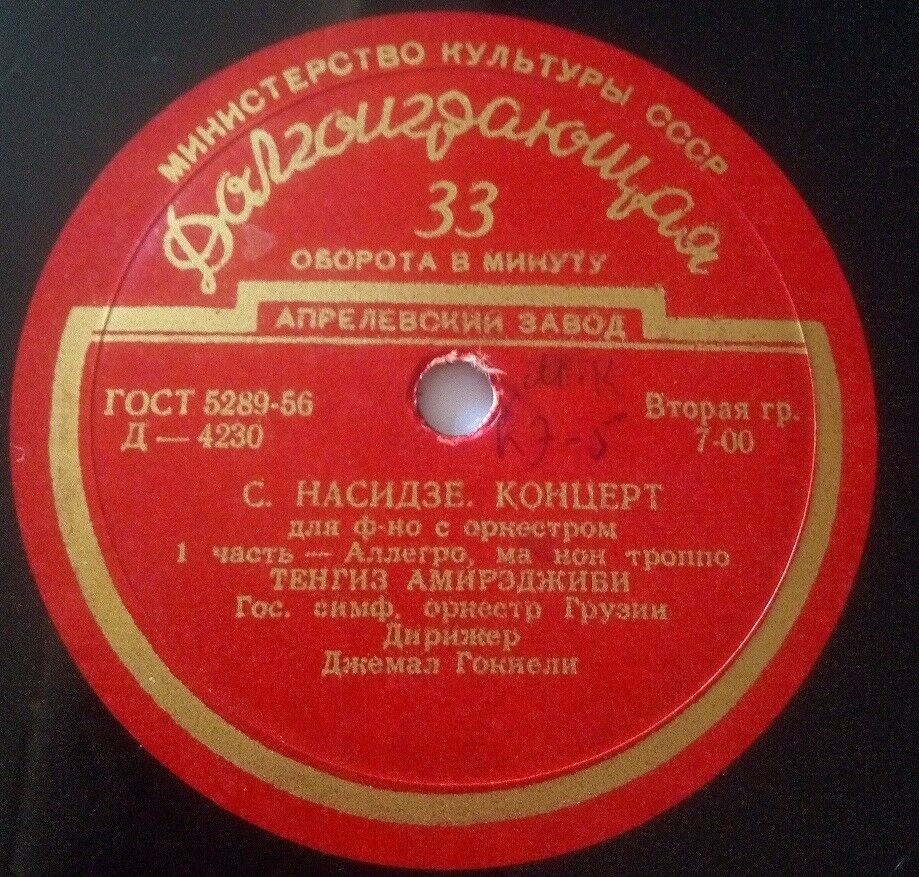 МИНИСТЕРСТВО КУЛЬТУРЫ СССР
Долгоиграющая
33
ОБОРОТА В МИНУТУ
АПРЕЛЕВСКИЙ ЗАВОД
ГОСТ 5289-56
Д — 4230
Вторая гр.
7-00
С. НАСИДЗЕ. КОНЦЕРТ
для ф-но с оркестром
1 часть — Аллегро, ма нон троппо
ТЕНГИЗ АМИРЭДЖИБИ
Гос. симф. оркестр Грузии
Дирижер
Джемал Гокиели